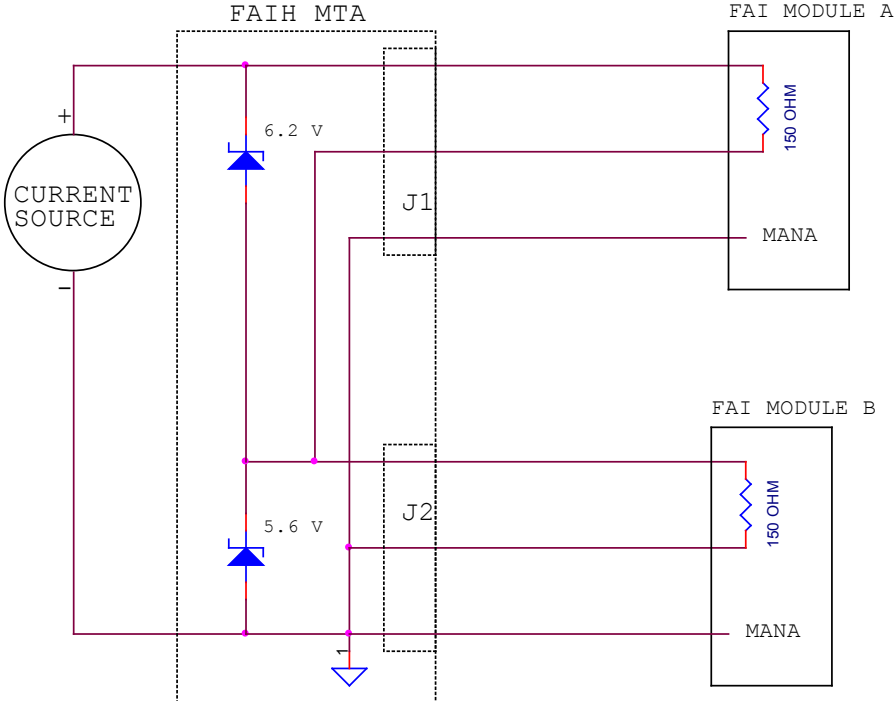 FAIH MTA
FAI MODULE A
+
6.2 V
150 OHM
CURRENT
SOURCE
J1
MANA
-
FAI MODULE B
5.6 V
J2
150 OHM
MANA
1